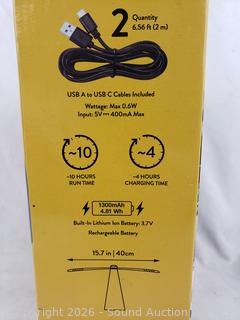 2 Quantity
6.56 ft (2 m)
USB A to USB C Cables Included
Wattage: Max 0.6W
Input: 5V⎓400mA Max
~10
~4
~10 HOURS
RUN TIME
~4 HOURS
CHARGING TIME
1300mAh
4.81 Wh
Built-In Lithium Ion Battery: 3.7V
Rechargeable Battery
15.7 in | 40cm
Copyright 2026 - Sound Auction